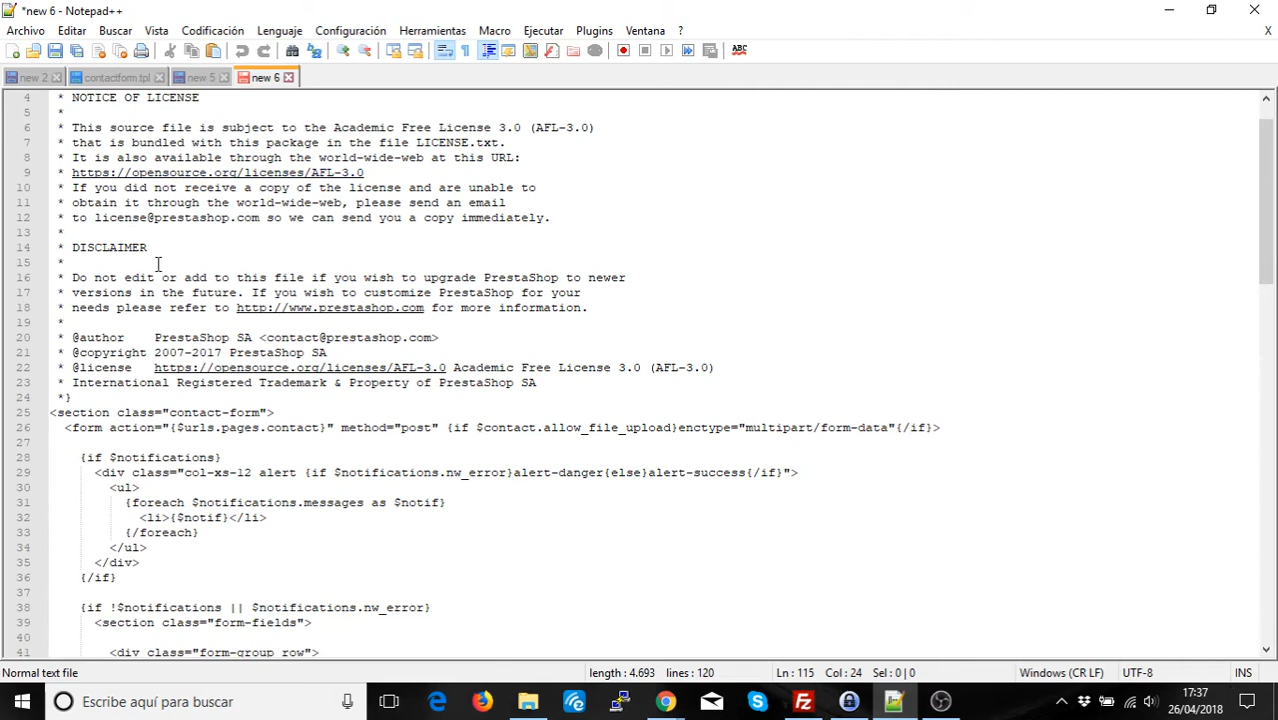 *new 6 - Notepad++
Archivo Editar Buscar Vista Codificación Lenguaje Configuración Herramientas Macro Ejecutar Plugins Ventana ? X
new 2 contactform.tpl new 5 new 6
4 * NOTICE OF LICENSE
5 *
6 * This source file is subject to the Academic Free License 3.0 (AFL-3.0)
7 * that is bundled with this package in the file LICENSE.txt.
8 * It is also available through the world-wide-web at this URL:
9 * https://opensource.org/licenses/AFL-3.0
10 * If you did not receive a copy of the license and are unable to
11 * obtain it through the world-wide-web, please send an email
12 * to license@prestashop.com so we can send you a copy immediately.
13 *
14 * DISCLAIMER
15 *
16 * Do not edit or add to this file if you wish to upgrade PrestaShop to newer
17 * versions in the future. If you wish to customize PrestaShop for your
18 * needs please refer to http://www.prestashop.com for more information.
19 *
20 * @author    PrestaShop SA <contact@prestashop.com>
21 * @copyright 2007-2017 PrestaShop SA
22 * @license   https://opensource.org/licenses/AFL-3.0 Academic Free License 3.0 (AFL-3.0)
23 * International Registered Trademark & Property of PrestaShop SA
24 *}
25 <section class="contact-form">
26 <form action="{$urls.pages.contact}" method="post" {if $contact.allow_file_upload}enctype="multipart/form-data"{/if}>
27
28 {if $notifications}
29 <div class="col-xs-12 alert {if $notifications.nw_error}alert-danger{else}alert-success{/if}">
30 <ul>
31 {foreach $notifications.messages as $notif}
32 <li>{$notif}</li>
33 {/foreach}
34 </ul>
35 </div>
36 {/if}
37
38 {if !$notifications || $notifications.nw_error}
39 <section class="form-fields">
40
41 <div class="form-group row">
Normal text file length : 4.693 lines : 120 Ln : 115 Col : 24 Sel : 0 | 0 Windows (CR LF) UTF-8 INS
Escribe aquí para buscar
17:37
26/04/2018